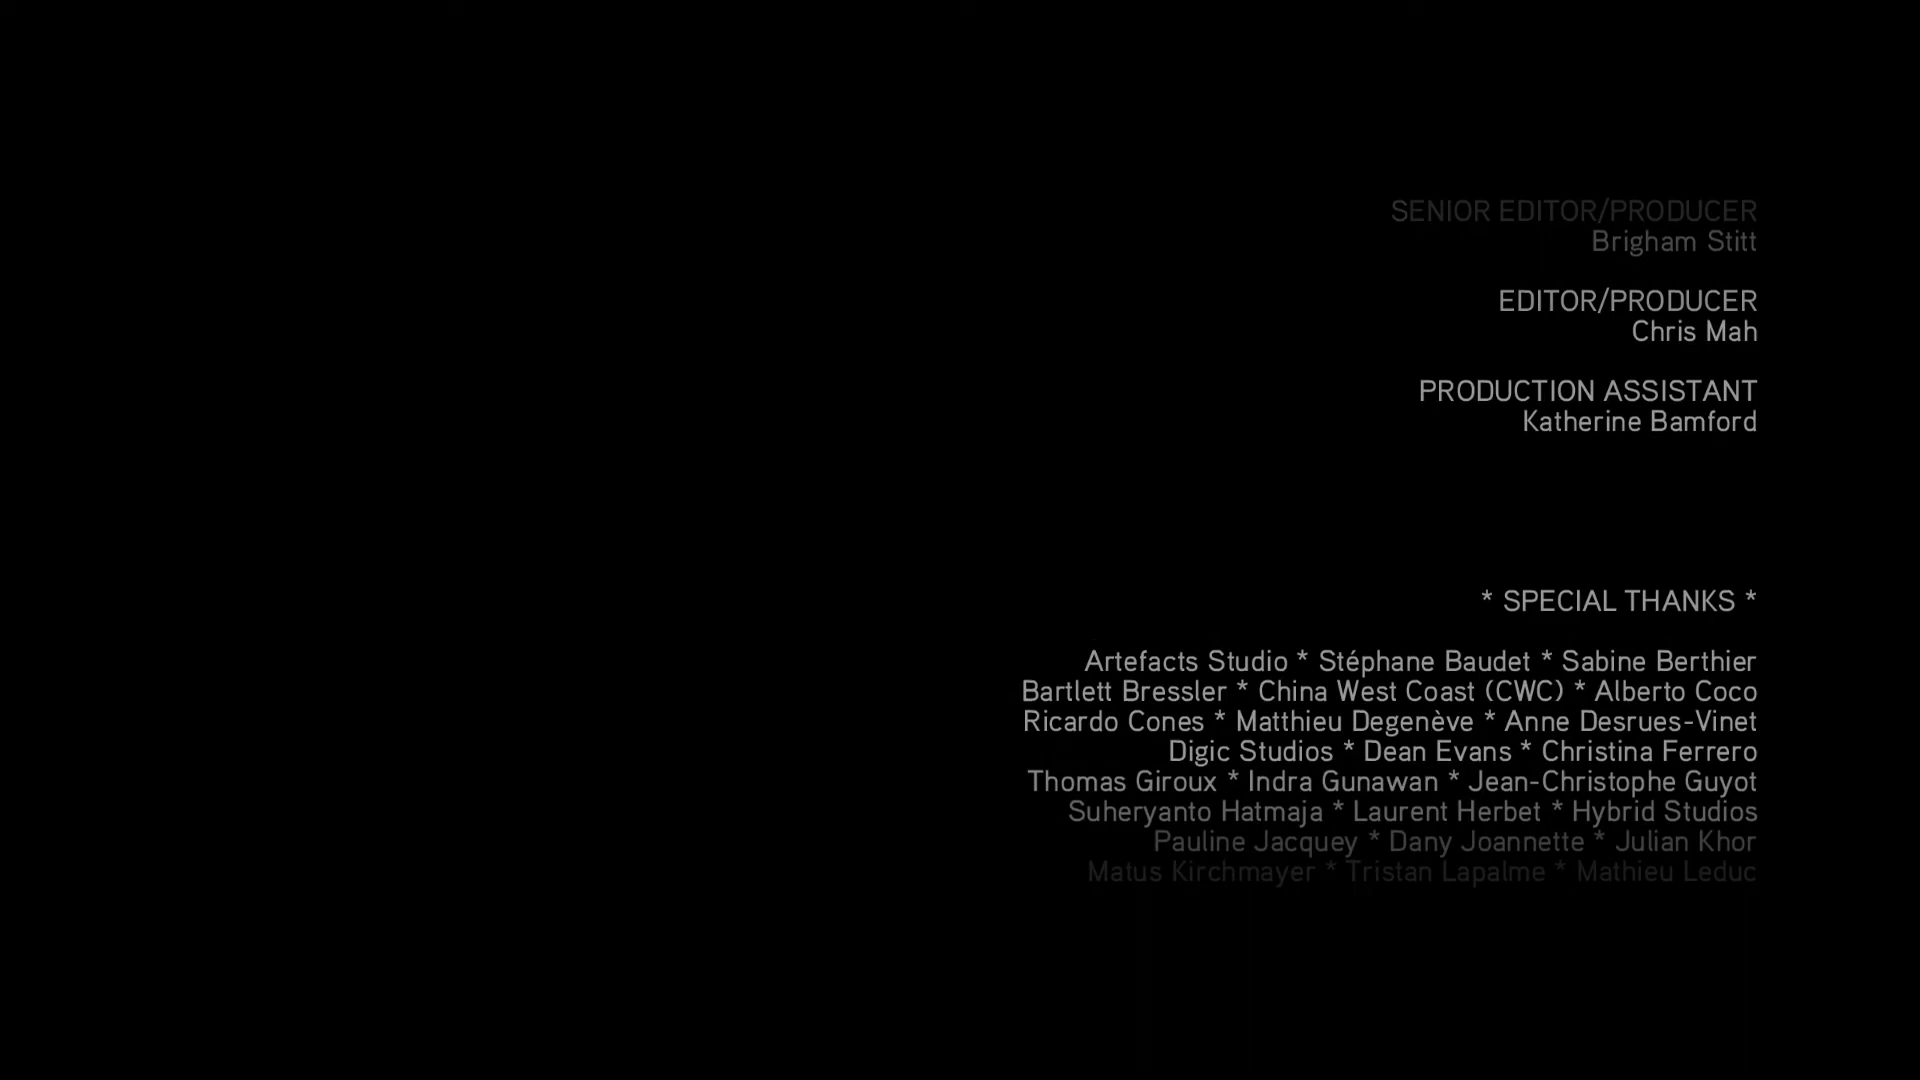 SENIOR EDITOR/PRODUCER
Brigham Stitt
EDITOR/PRODUCER
Chris Mah
PRODUCTION ASSISTANT
Katherine Bamford
* SPECIAL THANKS *
Artefacts Studio * Stéphane Baudet * Sabine Berthier
Bartlett Bressler * China West Coast (CWC) * Alberto Coco
Ricardo Cones * Matthieu Degenève * Anne Desrues-Vinet
Digic Studios * Dean Evans * Christina Ferrero
Thomas Giroux * Indra Gunawan * Jean-Christophe Guyot
Suheryanto Hatmaja * Laurent Herbet * Hybrid Studios
Pauline Jacquey * Dany Joannette * Julian Khor
Matus Kirchmayer * Tristan Lapalme * Mathieu Leduc